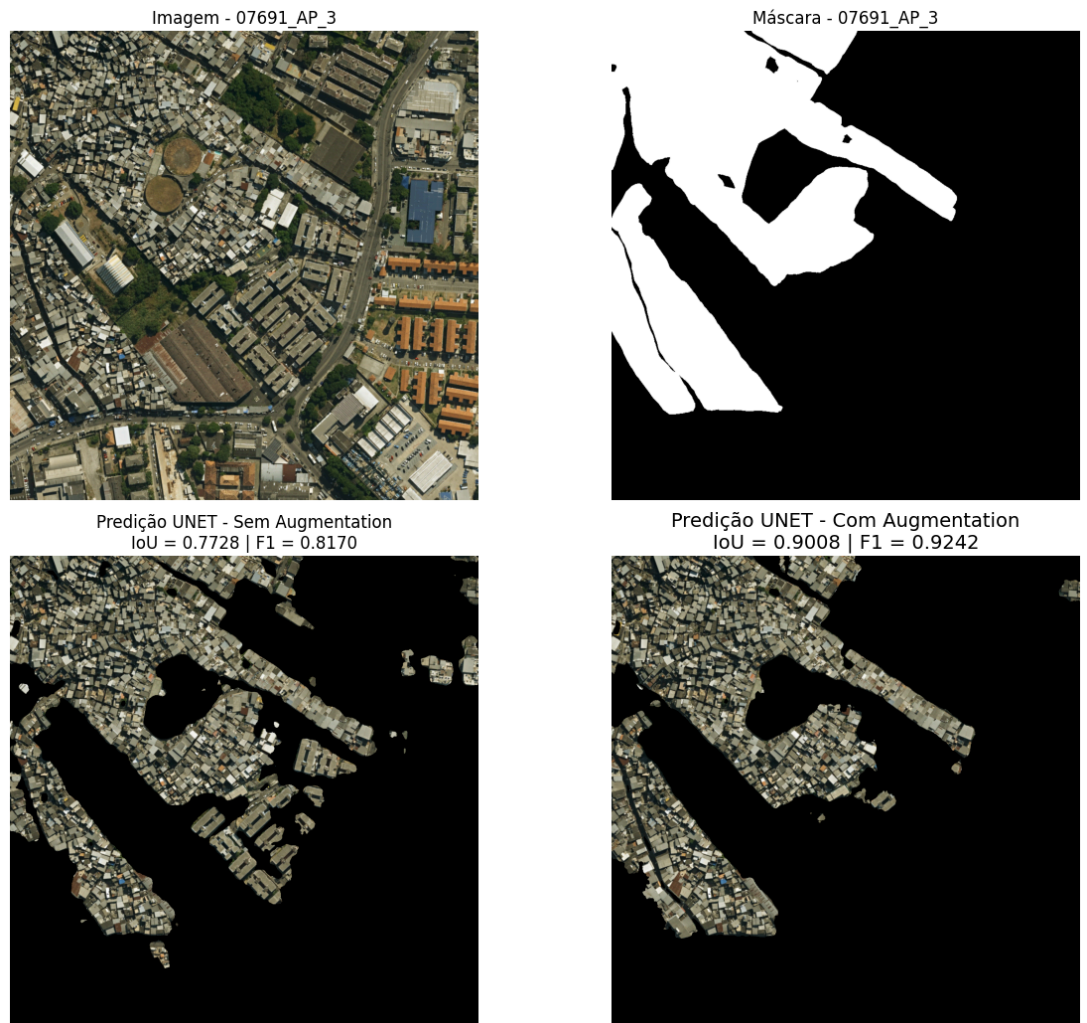 Imagem - 07691_AP_3
Máscara - 07691_AP_3
Predição UNET - Sem Augmentation
IoU = 0.7728 | F1 = 0.8170
Predição UNET - Com Augmentation
IoU = 0.9008 | F1 = 0.9242